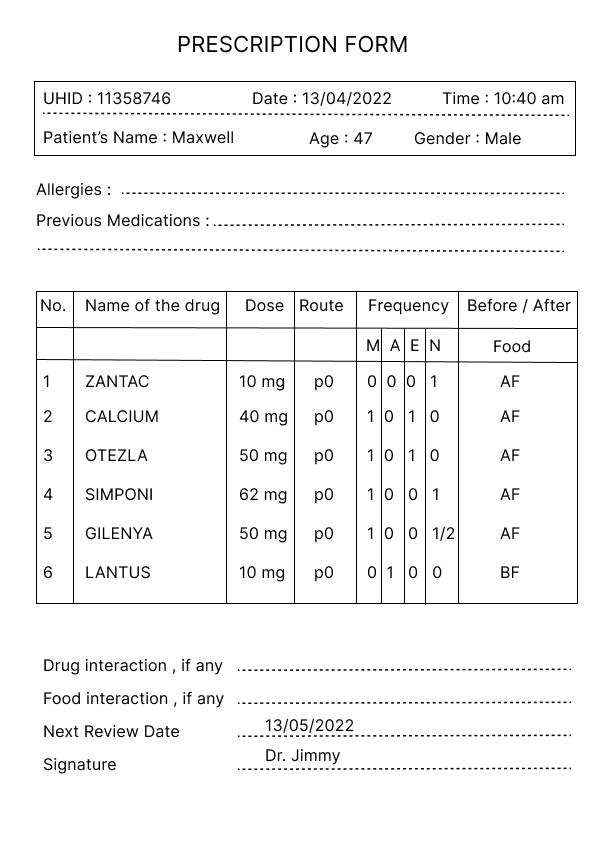 PRESCRIPTION FORM
UHID : 11358746 Date : 13/04/2022 Time : 10:40 am
Patient’s Name : Maxwell Age : 47 Gender : Male
Allergies :
Previous Medications :
No. Name of the drug Dose Route Frequency Before / After
M A E N Food
1 ZANTAC 10 mg p0 0 0 0 1 AF
2 CALCIUM 40 mg p0 1 0 1 0 AF
3 OTEZLA 50 mg p0 1 0 1 0 AF
4 SIMPONI 62 mg p0 1 0 0 1 AF
5 GILENYA 50 mg p0 1 0 0 1/2 AF
6 LANTUS 10 mg p0 0 1 0 0 BF
Drug interaction , if any
Food interaction , if any
Next Review Date 13/05/2022
Signature Dr. Jimmy